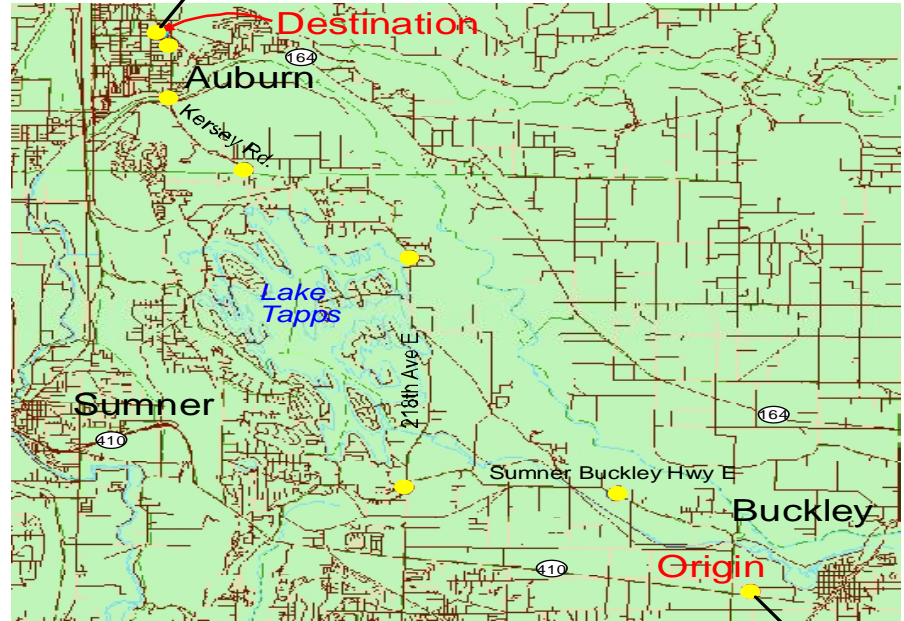 Destination
164
Auburn
Kersey Rd.
Lake
Tapps
218th Ave E
Sumner
410
164
Sumner Buckley Hwy E
Buckley
410
Origin